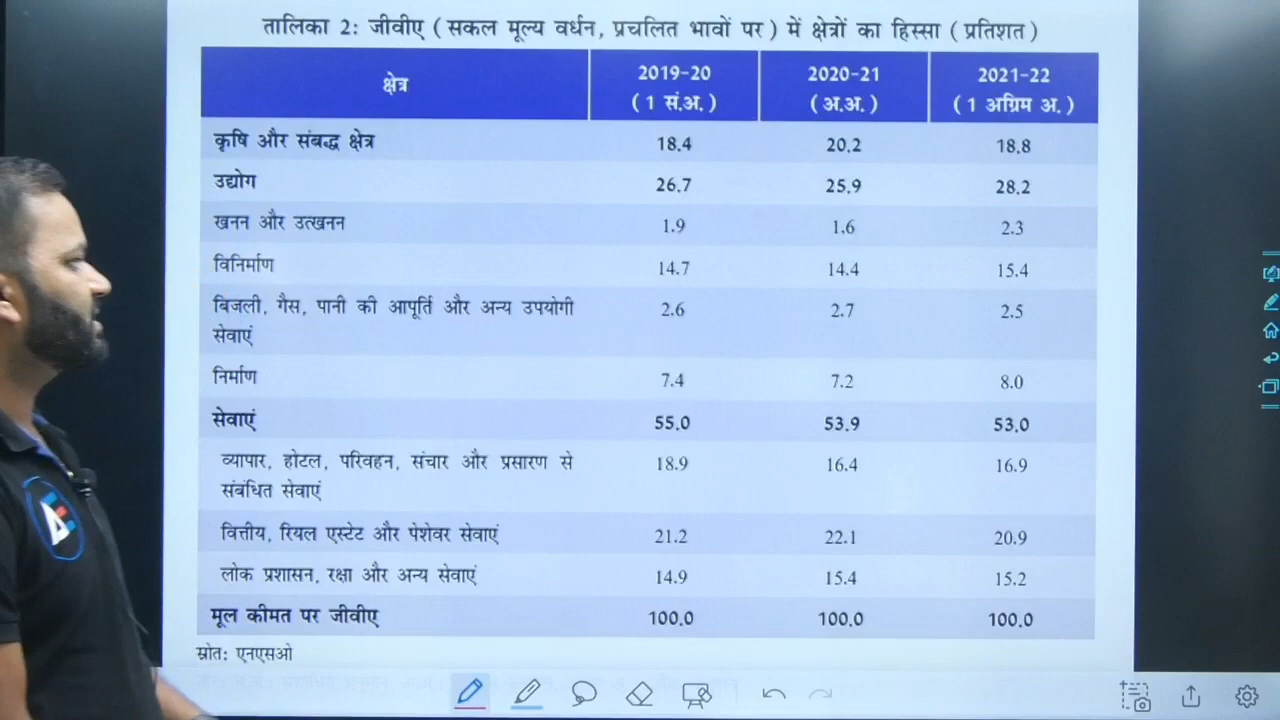 तालिका 2: जीवीए ( सकल मूल्य वर्धन, प्रचलित भावों पर ) में क्षेत्रों का हिस्सा ( प्रतिशत )
क्षेत्र 2019-20 2020-21 2021-22
( 1 सं.अ. ) ( अ.अ. ) ( 1 अग्रिम अ. )
कृषि और संबद्ध क्षेत्र 18.4 20.2 18.8
उद्योग 26.7 25.9 28.2
खनन और उत्खनन 1.9 1.6 2.3
विनिर्माण 14.7 14.4 15.4
बिजली, गैस, पानी की आपूर्ति और अन्य उपयोगी 2.6 2.7 2.5
सेवाएं
निर्माण 7.4 7.2 8.0
सेवाएं 55.0 53.9 53.0
व्यापार, होटल, परिवहन, संचार और प्रसारण से 18.9 16.4 16.9
संबंधित सेवाएं
वित्तीय, रियल एस्टेट और पेशेवर सेवाएं 21.2 22.1 20.9
लोक प्रशासन, रक्षा और अन्य सेवाएं 14.9 15.4 15.2
मूल कीमत पर जीवीए 100.0 100.0 100.0
स्रोत: एनएसओ